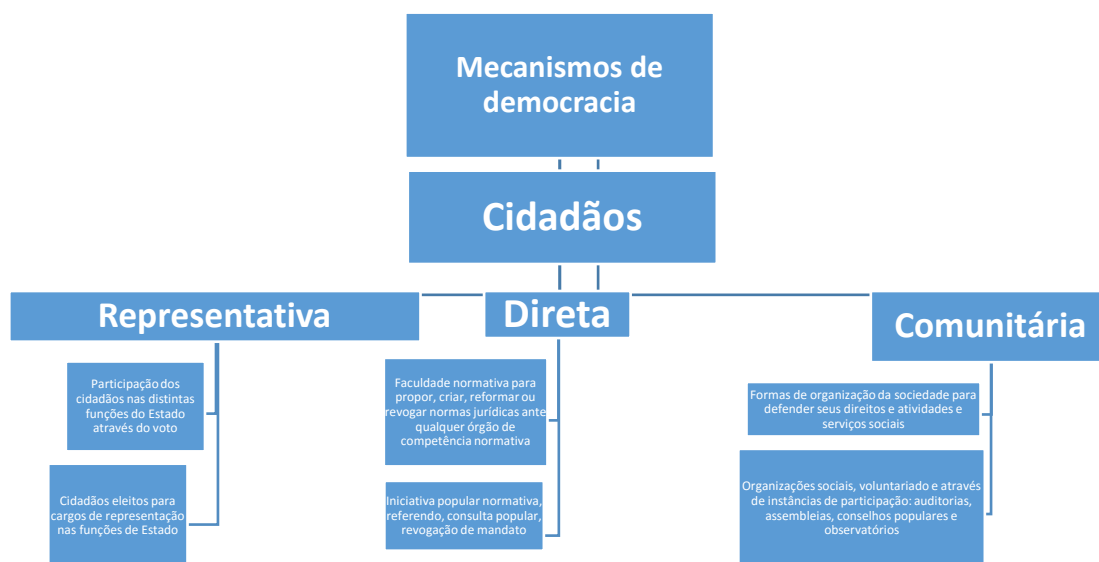 Mecanismos de
democracia
Cidadãos
Representativa
Participação dos
cidadãos nas distintas
funções do Estado
através do voto
Cidadãos eleitos para
cargos de representação
nas funções de Estado
Direta
Faculdade normativa para
propor, criar, reformar ou
revogar normas jurídicas ante
qualquer órgão de
competência normativa
Iniciativa popular normativa,
referendo, consulta popular,
revogação de mandato
Comunitária
Formas de organização da sociedade para
defender seus direitos e atividades e
serviços sociais
Organizações sociais, voluntariado e através
de instâncias de participação: auditorias,
assembleias, conselhos populares e
observatórios